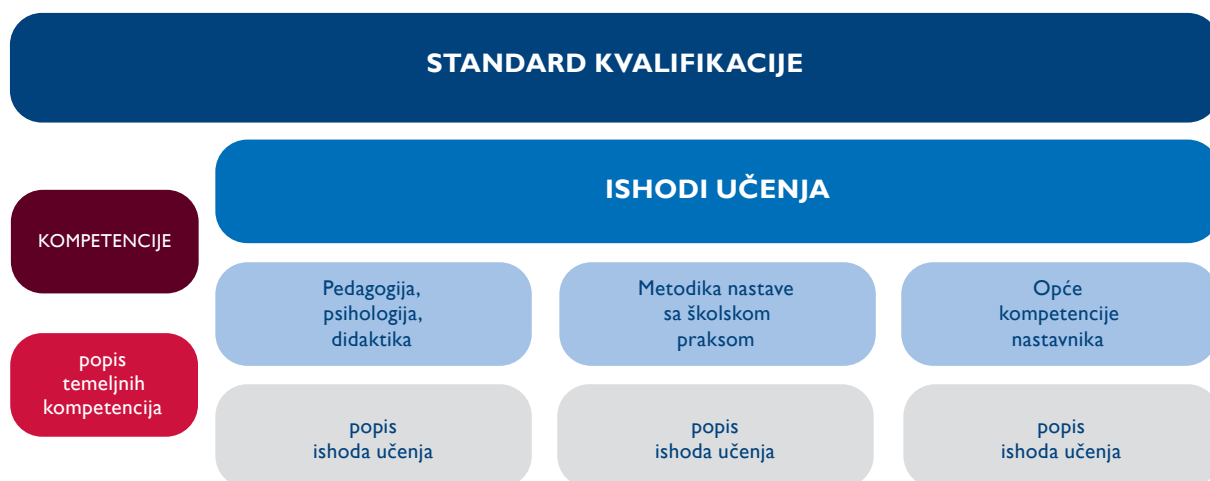 STANDARD KVALIFIKACIJE
ISHODI UČENJA
KOMPETENCIJE
Pedagogija,
psihologija,
didaktika
Metodika nastave
sa školskom
praksom
Opće
kompetencije
nastavnika
popis
temeljnih
kompetencija
popis
ishoda učenja
popis
ishoda učenja
popis
ishoda učenja